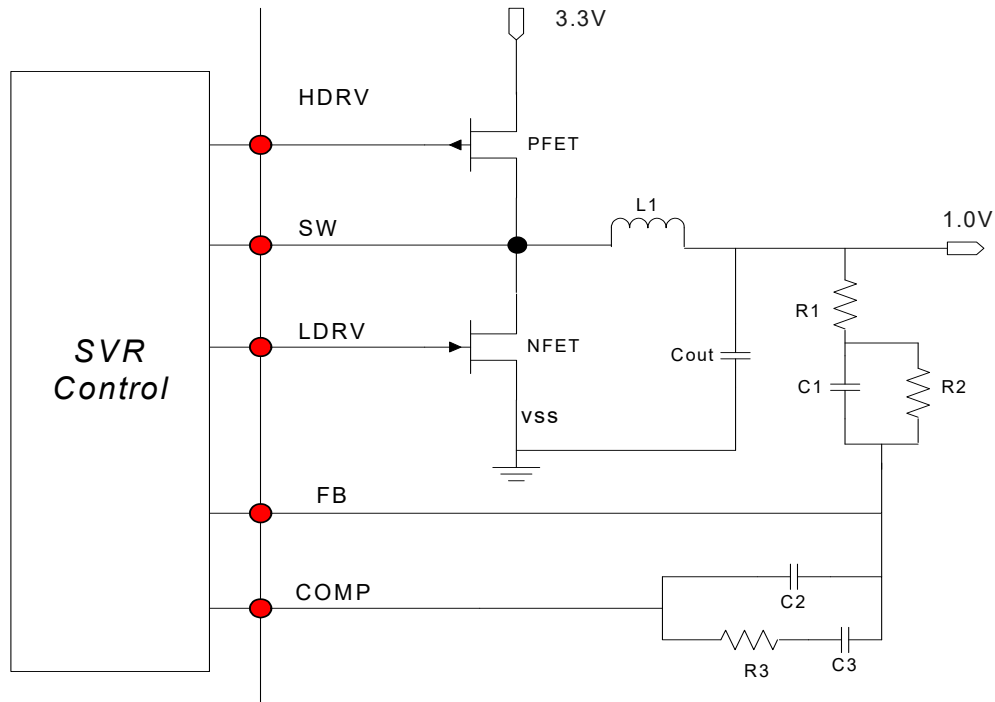 3.3V
HDRV
PFET
SW
L1
1.0V
R1
LDRV
NFET
SVR
Control
Cout
C1
R2
vss
FB
COMP
C2
R3
C3